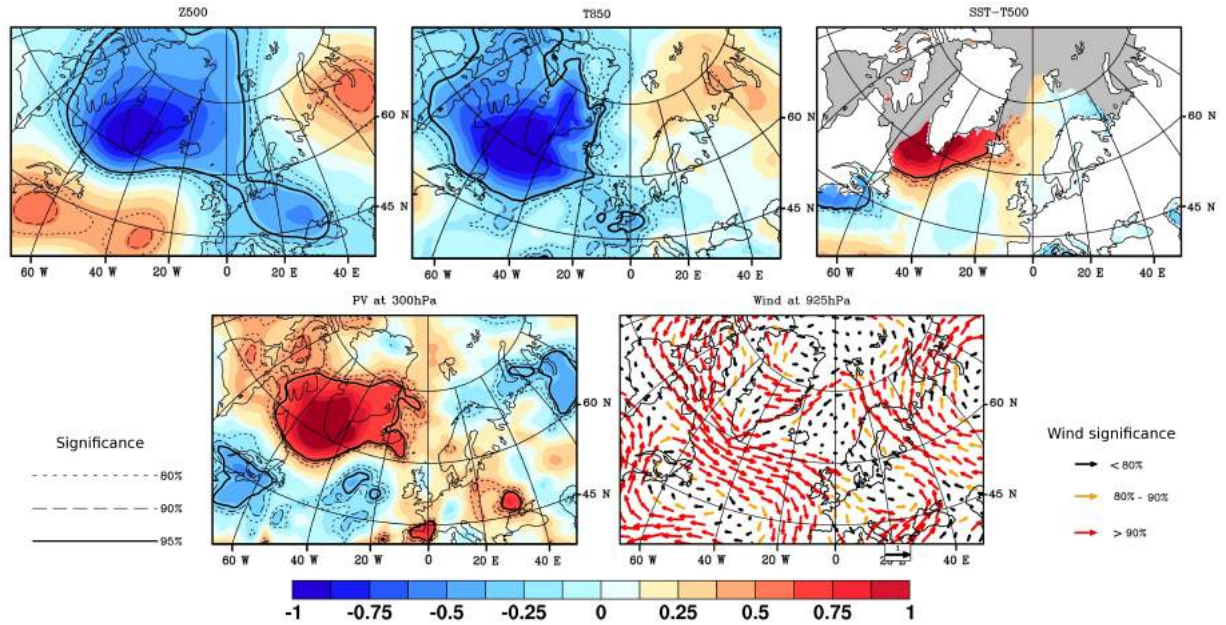 Z500
T850
SST-T500
60 N
45 N
60 W 40 W 20 W 0 20 E 40 E
60 N
45 N
60 W 40 W 20 W 0 20 E 40 E
60 N
45 N
60 W 40 W 20 W 0 20 E 40 E
PV at 300hPa
Wind at 925hPa
60 N
45 N
60 W 40 W 20 W 0 20 E 40 E
60 N
45 N
60 W 40 W 20 W 0 40 E
1
Significance
80%
90%
95%
Wind significance
< 80%
80% - 90%
> 90%
-1 -0.75 -0.5 -0.25 0 0.25 0.5 0.75 1